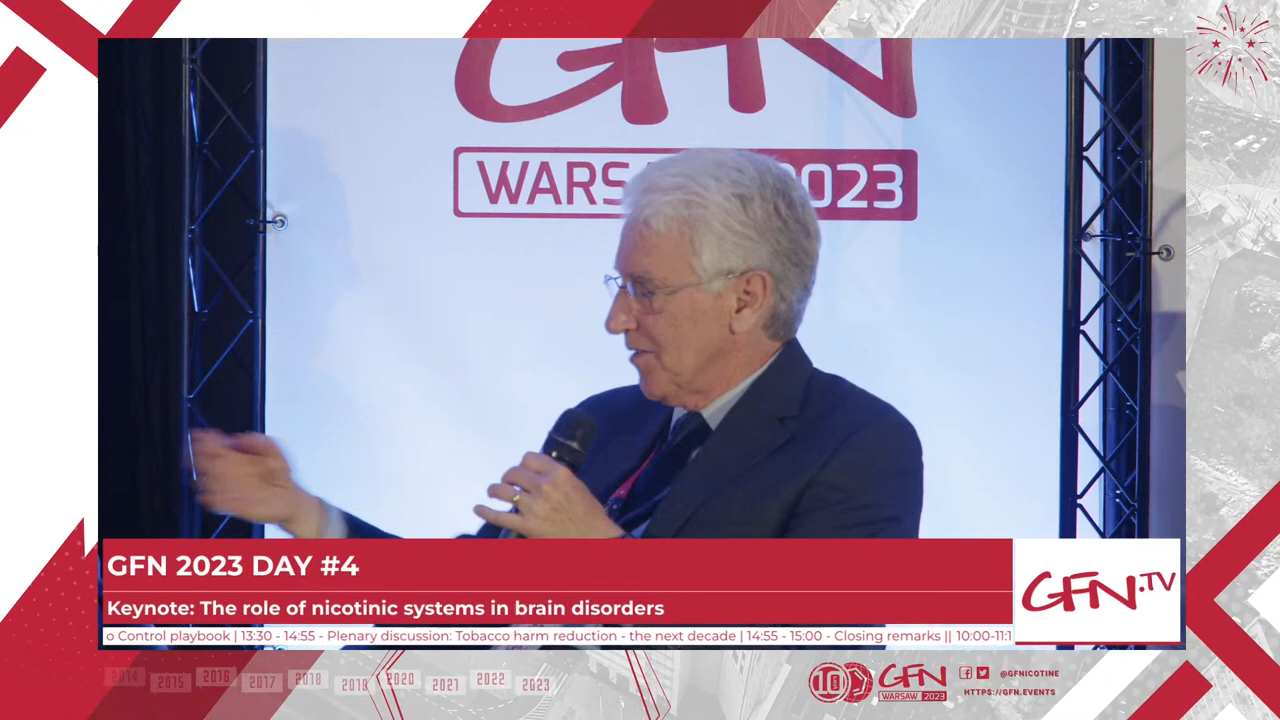 GFN
WARS 2023
GFN 2023 DAY #4
Keynote: The role of nicotinic systems in brain disorders
GFN.TV
o Control playbook | 13:30 - 14:55 - Plenary discussion: Tobacco harm reduction - the next decade | 14:55 - 15:00 - Closing remarks || 10:00-11:1
2014 2015 2016 2017 2018 2019 2020 2021 2022 2023
10 GFN @GFNICOTINE
WARSAW 2023 HTTPS://GFN.EVENTS